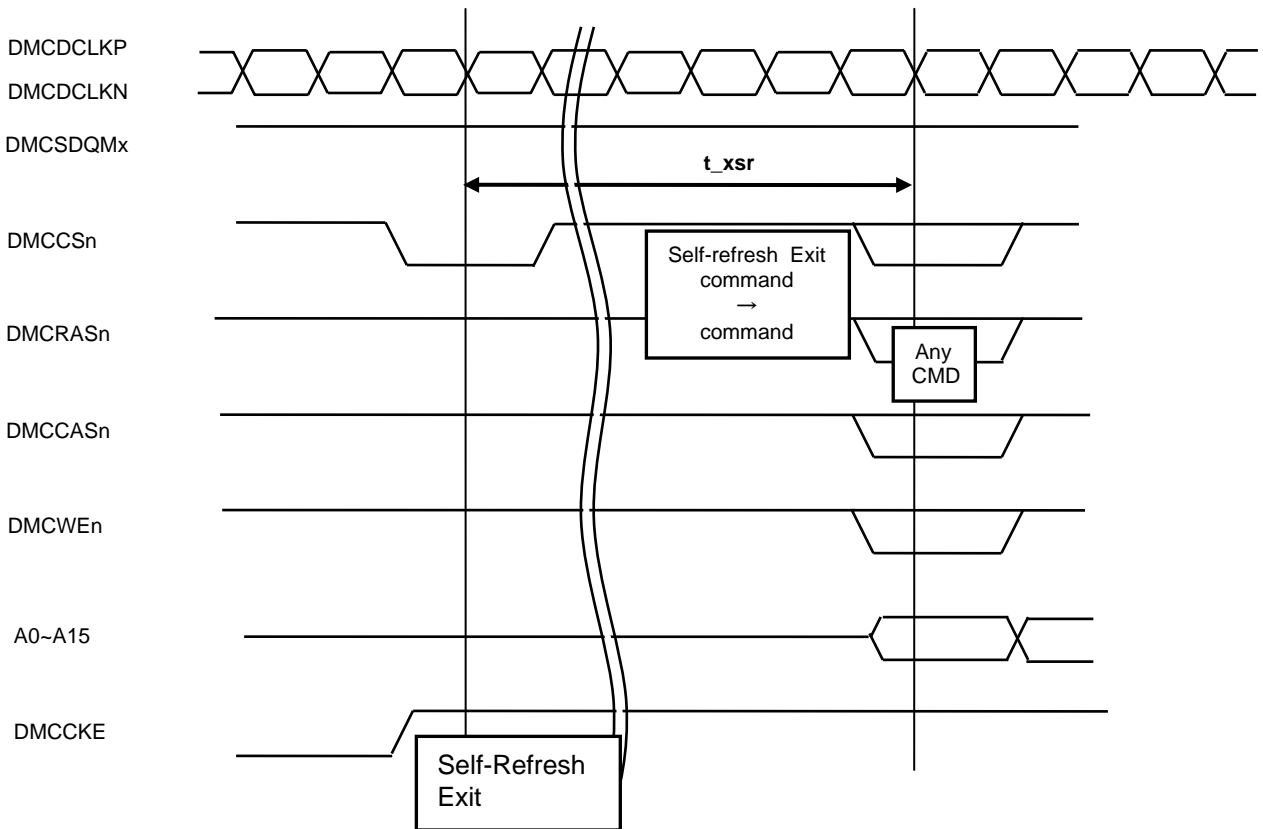 DMCDCLKP
DMCDCLKN
DMCSDQMx
t_xsr
DMCCSn
Self-refresh Exit
command
→
command
DMCRASn
Any
CMD
DMCCASn
DMCWEn
A0~A15
DMCCKE
Self-Refresh
Exit